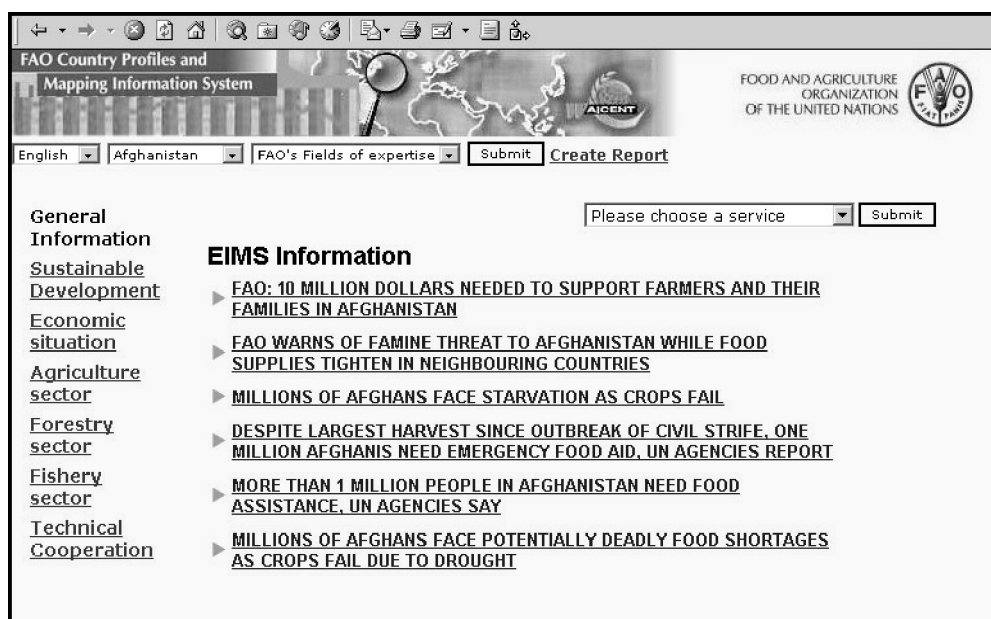 FAO Country Profiles and
Mapping Information System
AICENT
FOOD AND AGRICULTURE
ORGANIZATION
OF THE UNITED NATIONS
FAO
FIAT PANIS
English Afghanistan FAO's Fields of expertise Submit Create Report
Please choose a service Submit
General
Information
Sustainable
Development
Economic
situation
Agriculture
sector
Forestry
sector
Fishery
sector
Technical
Cooperation
EIMS Information
FAO: 10 MILLION DOLLARS NEEDED TO SUPPORT FARMERS AND THEIR
FAMILIES IN AFGHANISTAN
FAO WARNS OF FAMINE THREAT TO AFGHANISTAN WHILE FOOD
SUPPLIES TIGHTEN IN NEIGHBOURING COUNTRIES
MILLIONS OF AFGHANS FACE STARVATION AS CROPS FAIL
DESPITE LARGEST HARVEST SINCE OUTBREAK OF CIVIL STRIFE, ONE
MILLION AFGHANIS NEED EMERGENCY FOOD AID, UN AGENCIES REPORT
MORE THAN 1 MILLION PEOPLE IN AFGHANISTAN NEED FOOD
ASSISTANCE, UN AGENCIES SAY
MILLIONS OF AFGHANS FACE POTENTIALLY DEADLY FOOD SHORTAGES
AS CROPS FAIL DUE TO DROUGHT